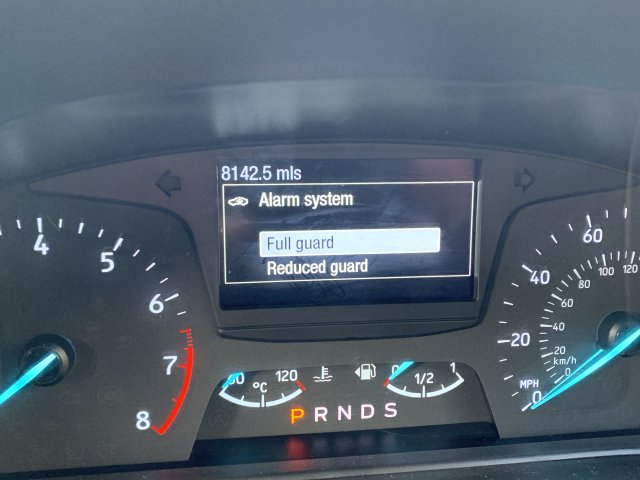 8142.5 mls
Alarm system
Full guard
Reduced guard
4
5
6
7
8
°C
120
1/2
1
P R N D S
60
40
20
0
MPH
120
100
80
60
40
20
0
km/h